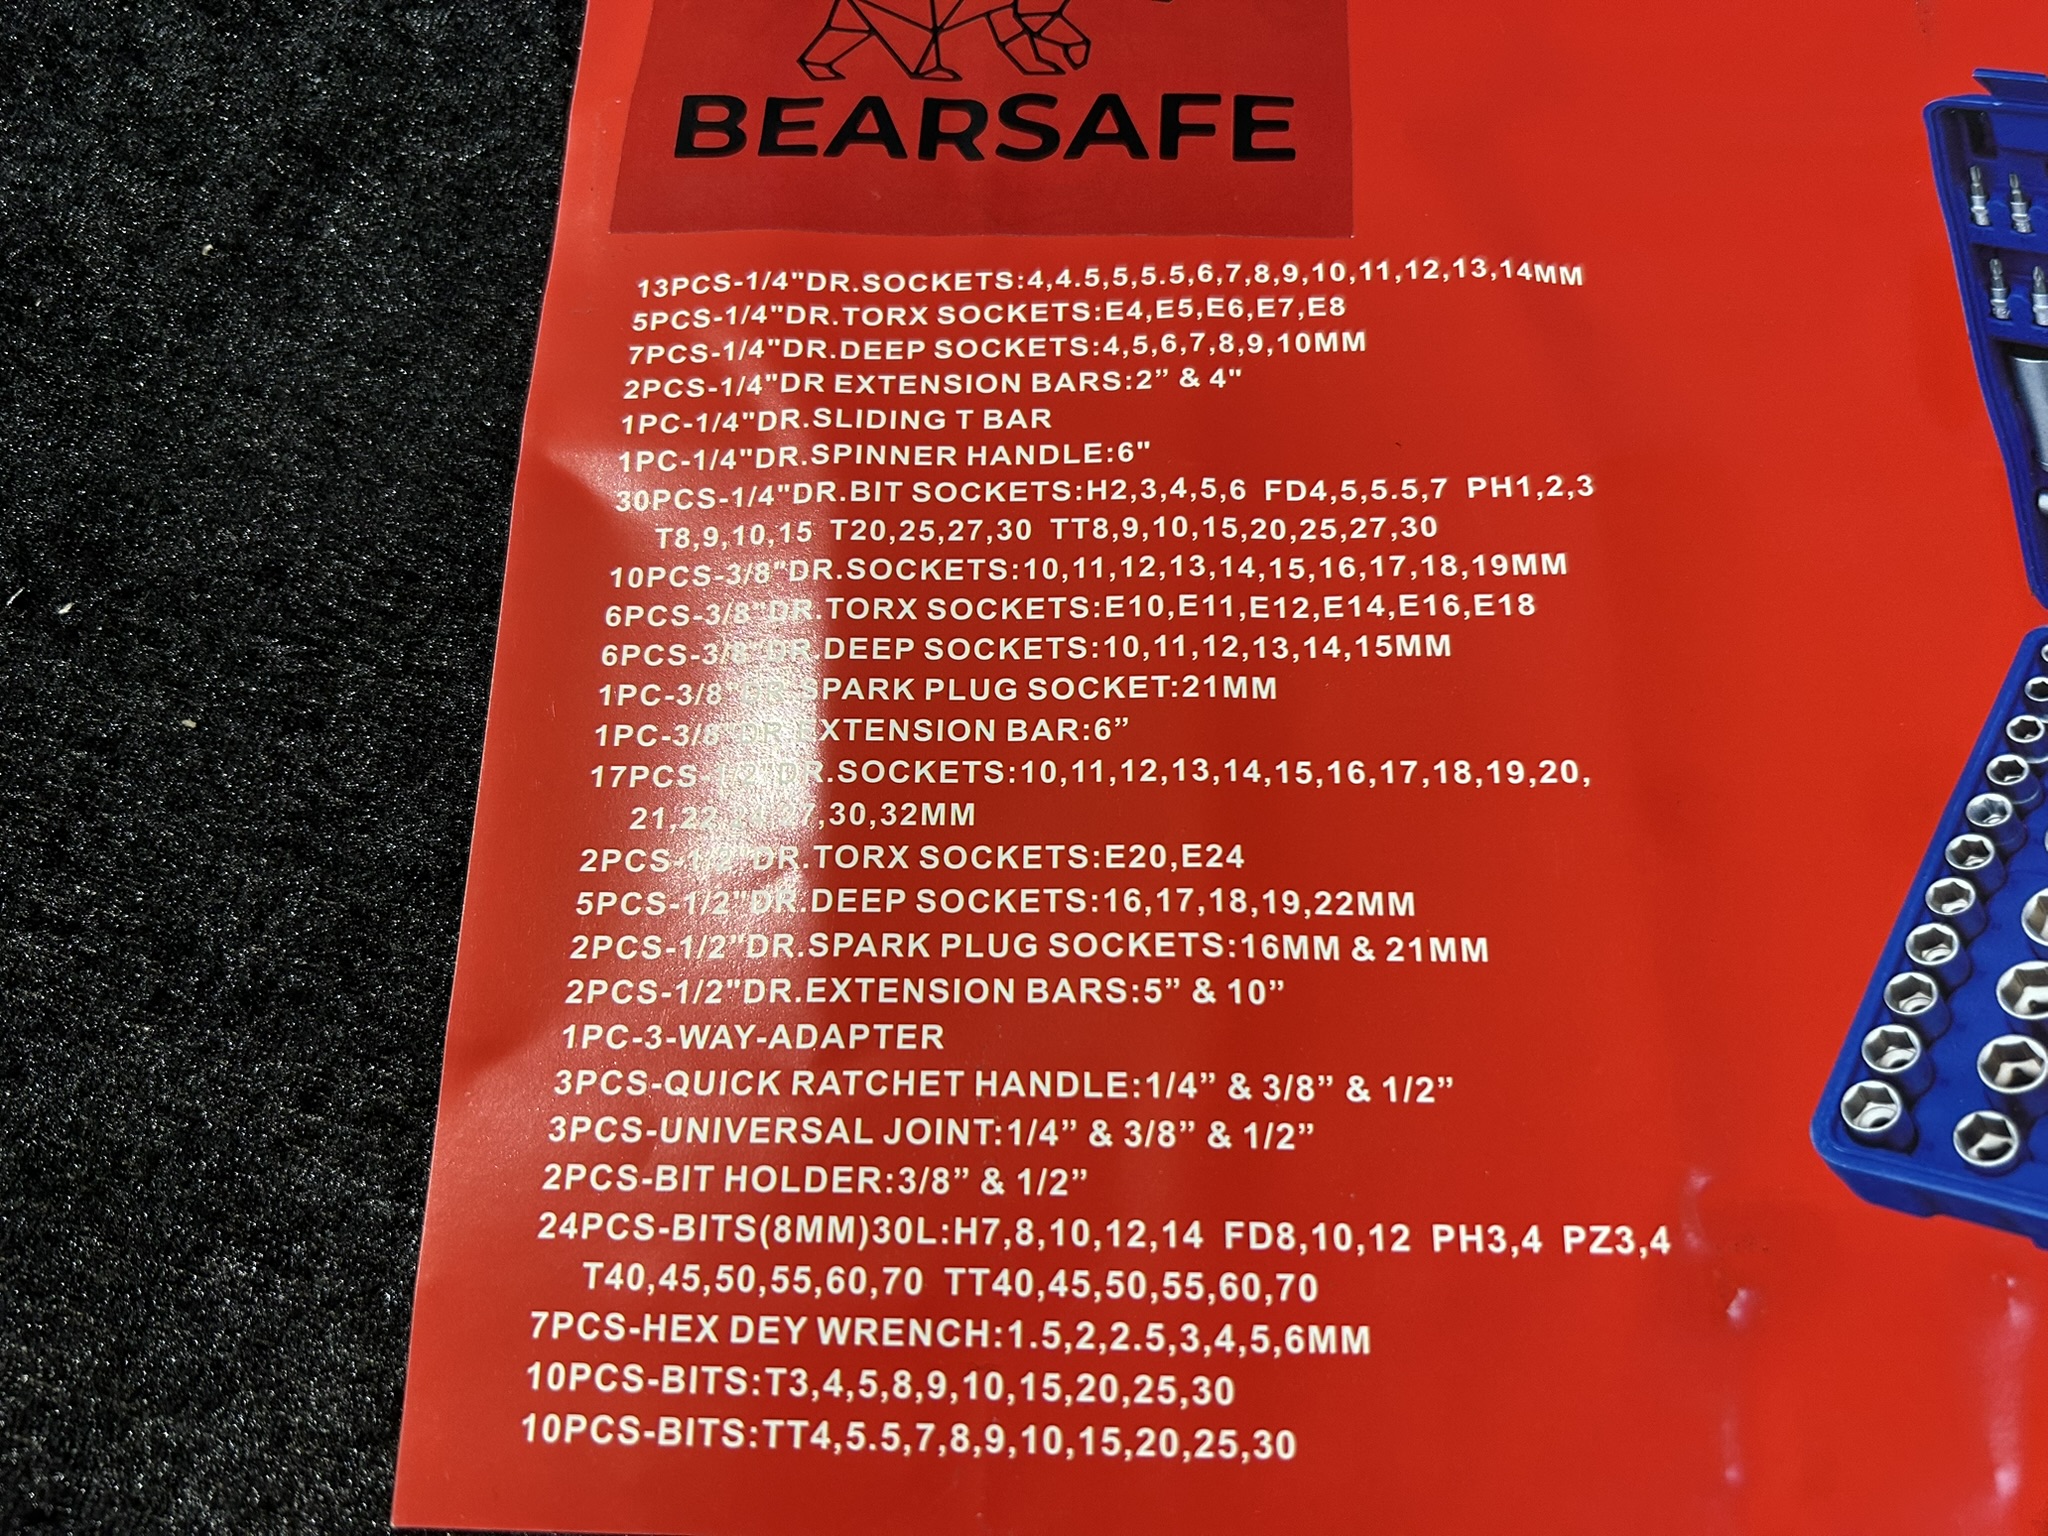 BEARSAFE
13PCS-1/4"DR.SOCKETS:4,4.5,5,5.5,6,7,8,9,10,11,12,13,14MM
5PCS-1/4"DR.TORX SOCKETS:E4,E5,E6,E7,E8
7PCS-1/4"DR.DEEP SOCKETS:4,5,6,7,8,9,10MM
2PCS-1/4"DR EXTENSION BARS:2” & 4"
1PC-1/4"DR.SLIDING T BAR
1PC-1/4"DR.SPINNER HANDLE:6"
30PCS-1/4"DR.BIT SOCKETS:H2,3,4,5,6 FD4,5,5.5,7 PH1,2,3
T8,9,10,15 T20,25,27,30 TT8,9,10,15,20,25,27,30
10PCS-3/8"DR.SOCKETS:10,11,12,13,14,15,16,17,18,19MM
6PCS-3/8"DR.TORX SOCKETS:E10,E11,E12,E14,E16,E18
6PCS-3/8"DR.DEEP SOCKETS:10,11,12,13,14,15MM
1PC-3/8"DR.SPARK PLUG SOCKET:21MM
1PC-3/8"DR.EXTENSION BAR:6”
17PCS-1/2"DR.SOCKETS:10,11,12,13,14,15,16,17,18,19,20,
21,22,24,27,30,32MM
2PCS-1/2"DR.TORX SOCKETS:E20,E24
5PCS-1/2"DR.DEEP SOCKETS:16,17,18,19,22MM
2PCS-1/2"DR.SPARK PLUG SOCKETS:16MM & 21MM
2PCS-1/2"DR.EXTENSION BARS:5” & 10”
1PC-3-WAY-ADAPTER
3PCS-QUICK RATCHET HANDLE:1/4” & 3/8” & 1/2”
3PCS-UNIVERSAL JOINT:1/4” & 3/8” & 1/2”
2PCS-BIT HOLDER:3/8” & 1/2”
24PCS-BITS(8MM)30L:H7,8,10,12,14 FD8,10,12 PH3,4 PZ3,4
T40,45,50,55,60,70 TT40,45,50,55,60,70
7PCS-HEX DEY WRENCH:1.5,2,2.5,3,4,5,6MM
10PCS-BITS:T3,4,5,8,9,10,15,20,25,30
10PCS-BITS:TT4,5.5,7,8,9,10,15,20,25,30